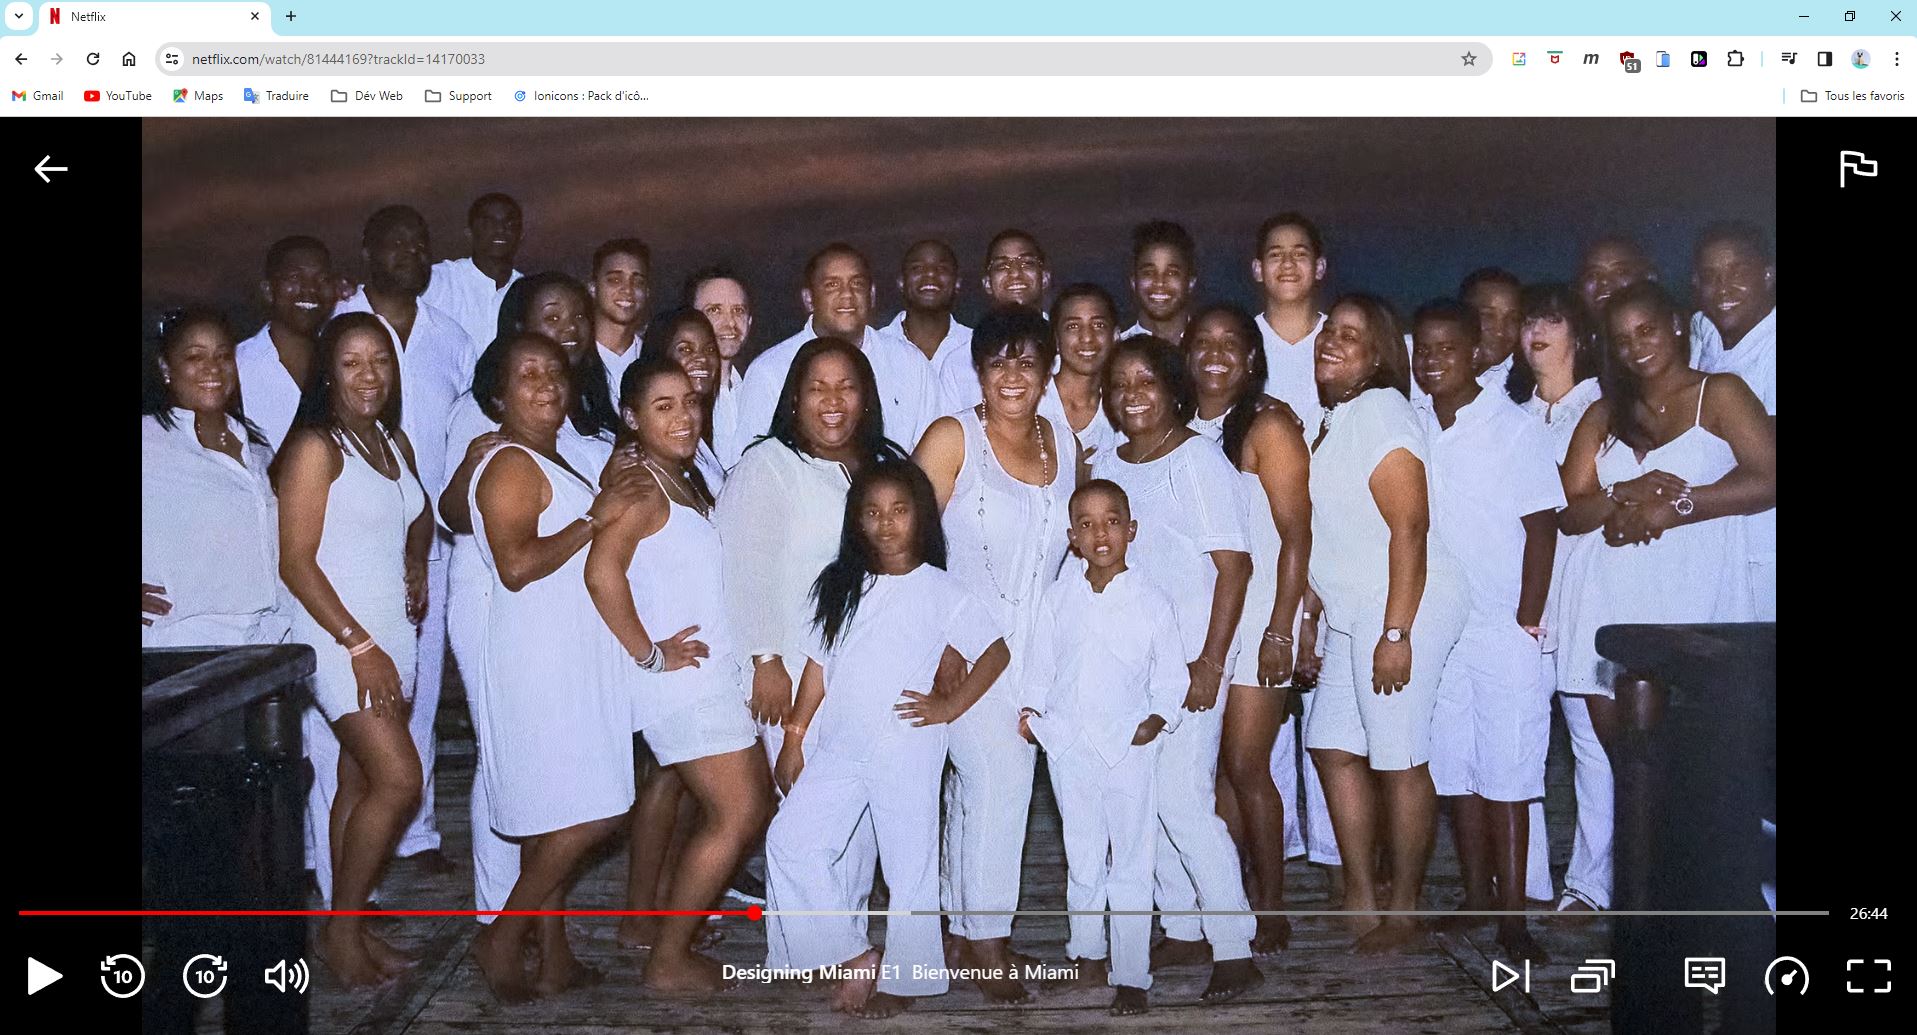 Netflix
netflix.com/watch/81444169?trackId=14170033
m
51
Gmail YouTube Maps Traduire Dév Web Support Ionicons : Pack d'icô... Tous les favoris
26:44
10 10 Designing Miami E1 Bienvenue à Miami